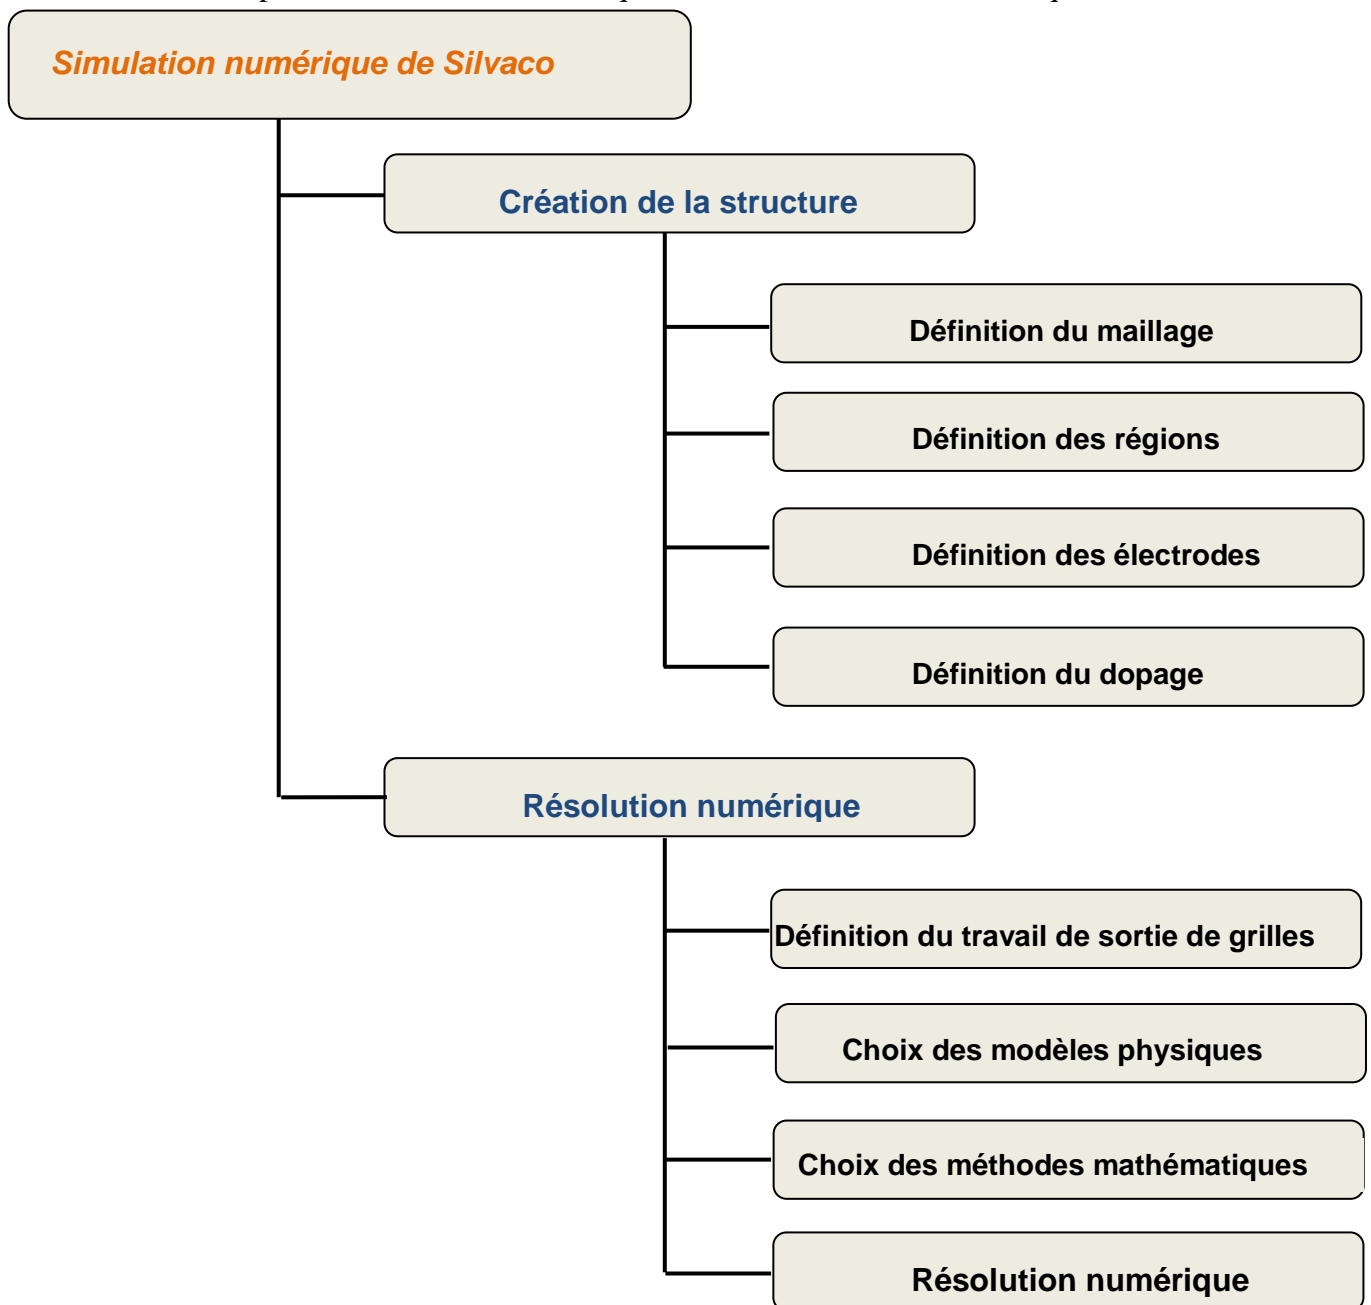 Simulation numérique de Silvaco
Création de la structure
Définition du maillage
Définition des régions
Définition des électrodes
Définition du dopage
Résolution numérique
Définition du travail de sortie de grilles
Choix des modèles physiques
Choix des méthodes mathématiques
Résolution numérique